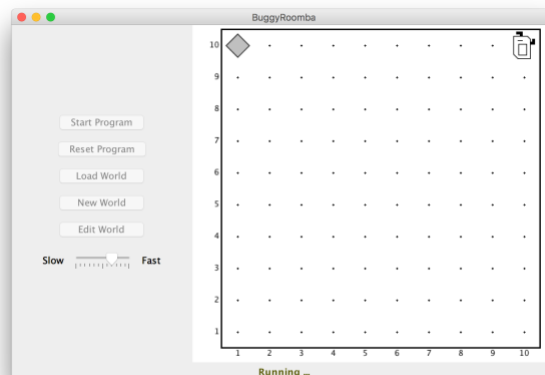 BuggyRoomba
Start Program
Reset Program
Load World
New World
Edit World
Slow Fast
10
9
8
7
6
5
4
3
2
1
1 2 3 4 5 6 7 8 9 10
Running